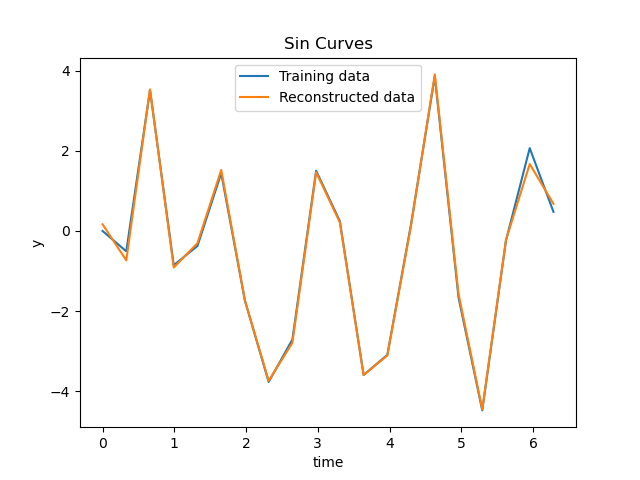 Sin Curves
Training data
Reconstructed data
4
2
0
−2
−4
y
0 1 2 3 4 5 6
time